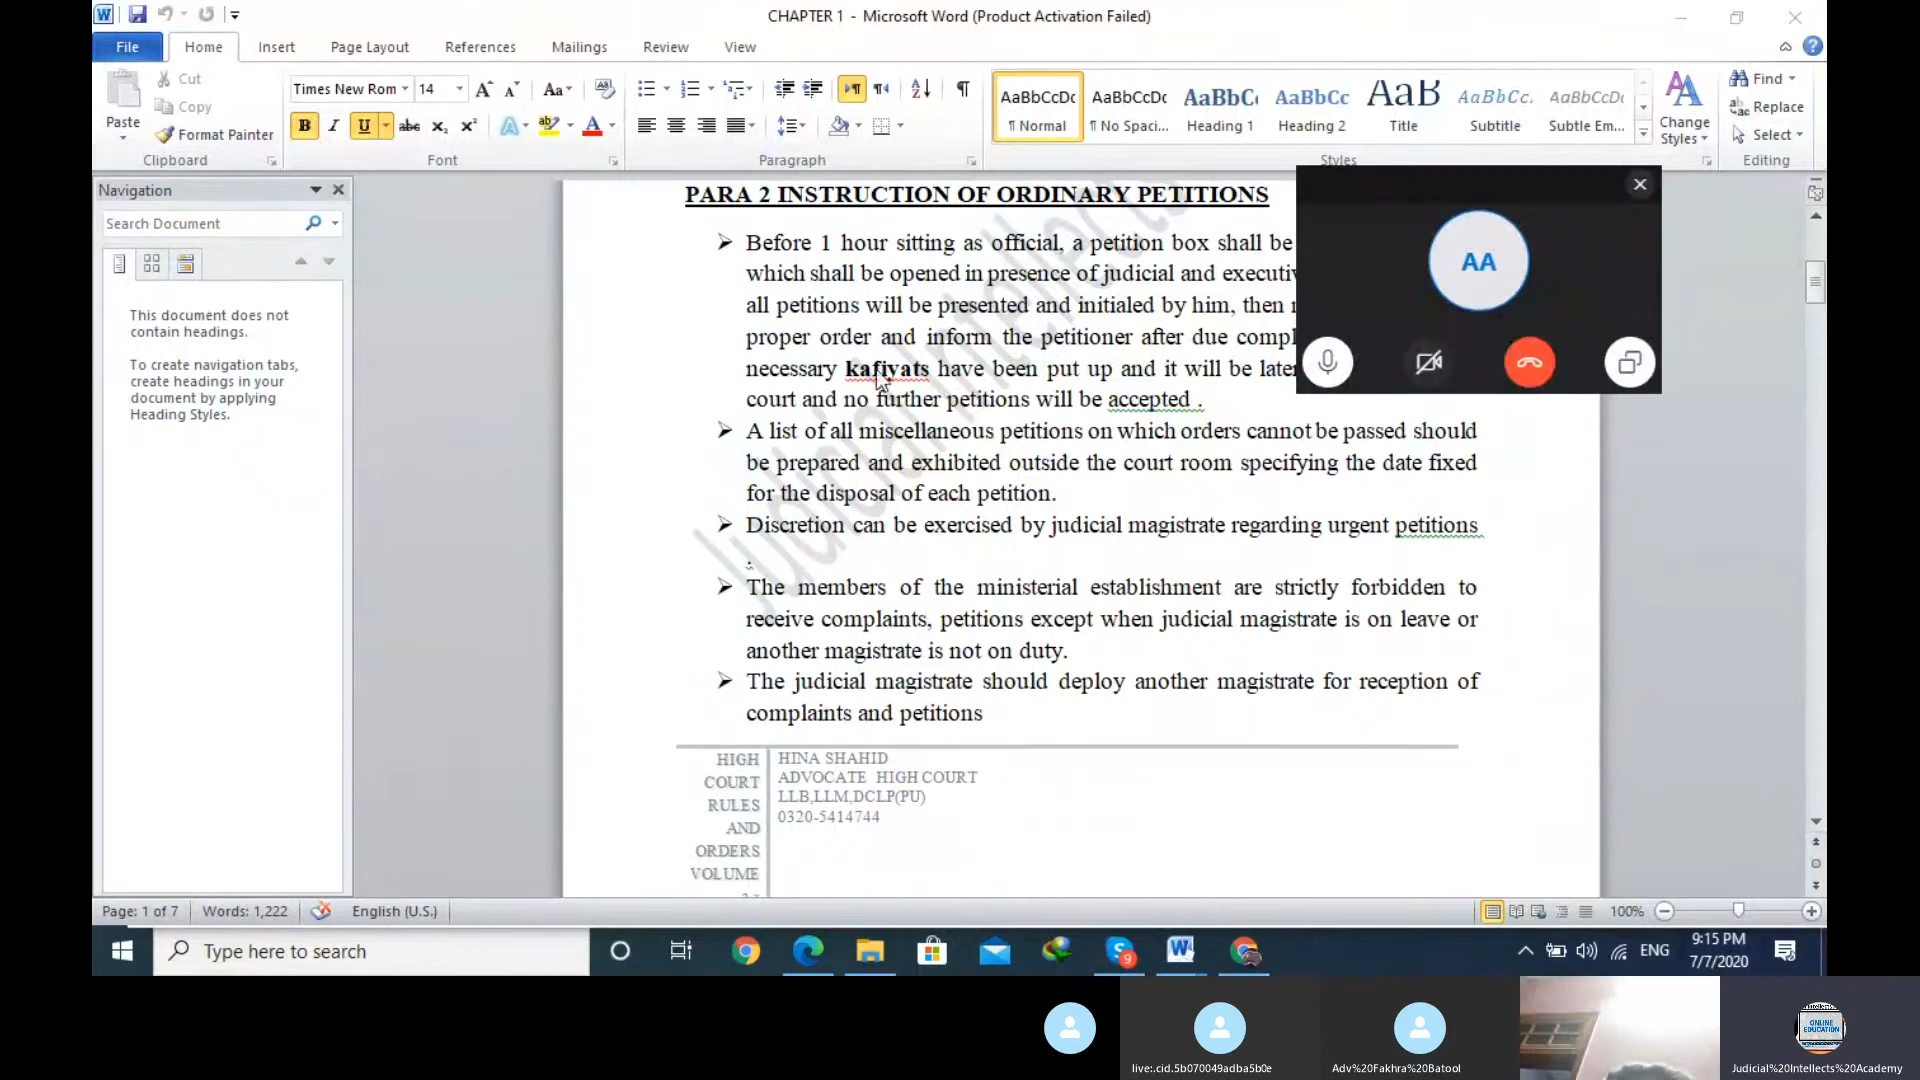 CHAPTER 1 - Microsoft Word (Product Activation Failed)
File Home Insert Page Layout References Mailings Review View
Paste
Cut
Copy
Format Painter
Clipboard
Times New Rom 14
Font
Paragraph
AaBbCcDc AaBbCcDc AaBbC AaBbCc AaB AaBbCc. AaBbCcDc
¶ Normal ¶ No Spaci... Heading 1 Heading 2 Title Subtitle Subtle Em...
Styles
Change
Styles
Find
Replace
Select
Editing
Navigation
Search Document
This document does not
contain headings.
To create navigation tabs,
create headings in your
document by applying
Heading Styles.
PARA 2 INSTRUCTION OF ORDINARY PETITIONS
Before 1 hour sitting as official, a petition box shall be
which shall be opened in presence of judicial and executiv
all petitions will be presented and initialed by him, then
proper order and inform the petitioner after due compl
necessary kafiyats have been put up and it will be later
court and no further petitions will be accepted .
A list of all miscellaneous petitions on which orders cannot be passed should
be prepared and exhibited outside the court room specifying the date fixed
for the disposal of each petition.
Discretion can be exercised by judicial magistrate regarding urgent petitions
.
The members of the ministerial establishment are strictly forbidden to
receive complaints, petitions except when judicial magistrate is on leave or
another magistrate is not on duty.
The judicial magistrate should deploy another magistrate for reception of
complaints and petitions
HIGH
COURT
RULES
AND
ORDERS
VOLUME
HINA SHAHID
ADVOCATE HIGH COURT
LLB,LLM,DCLP(PU)
0320-5414744
Judicial Intellects
AA
Page: 1 of 7 Words: 1,222 English (U.S.) 100%
Type here to search
9
ENG
9:15 PM
7/7/2020
live:.cid.5b070049adba5b0e
Adv%20Fakhra%20Batool
ONLINE
EDUCATION
Judicial%20Intellects%20Academy